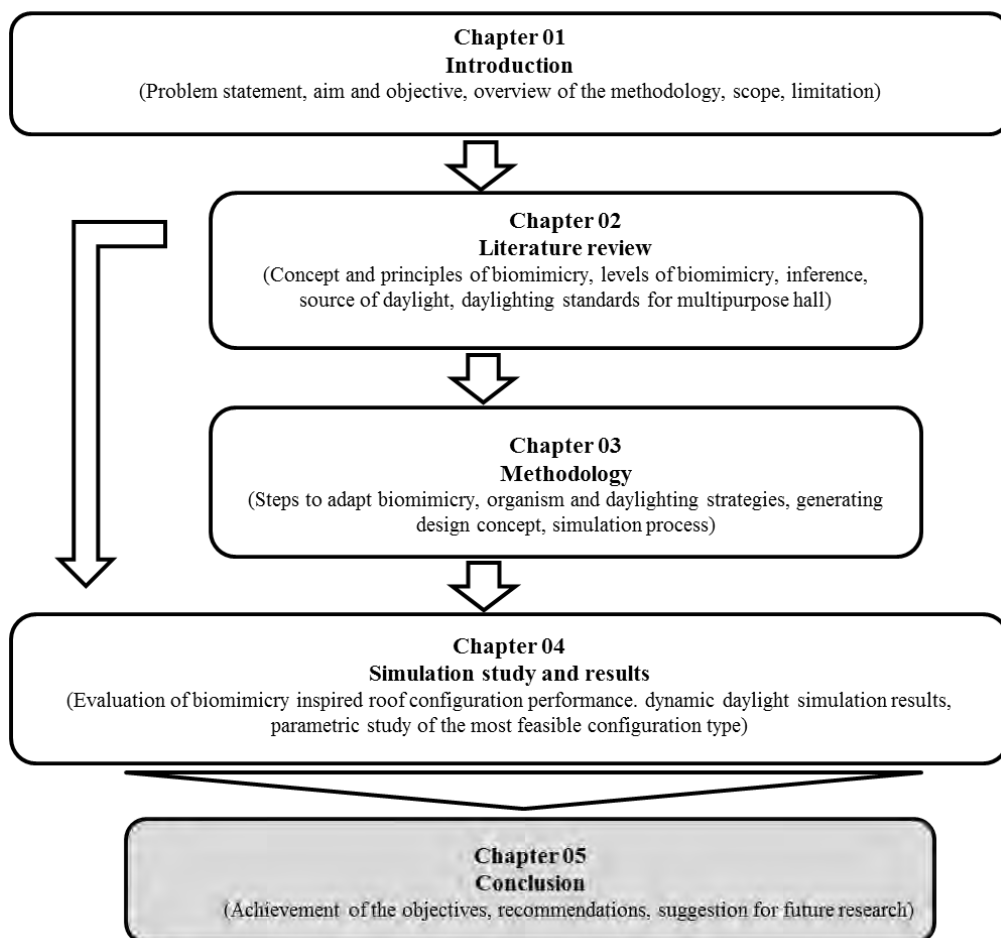 Chapter 01
Introduction
(Problem statement, aim and objective, overview of the methodology, scope, limitation)
Chapter 02
Literature review
(Concept and principles of biomimicry, levels of biomimicry, inference,
source of daylight, daylighting standards for multipurpose hall)
Chapter 03
Methodology
(Steps to adapt biomimicry, organism and daylighting strategies, generating
design concept, simulation process)
Chapter 04
Simulation study and results
(Evaluation of biomimicry inspired roof configuration performance. dynamic daylight simulation results,
parametric study of the most feasible configuration type)
Chapter 05
Conclusion
(Achievement of the objectives, recommendations, suggestion for future research)